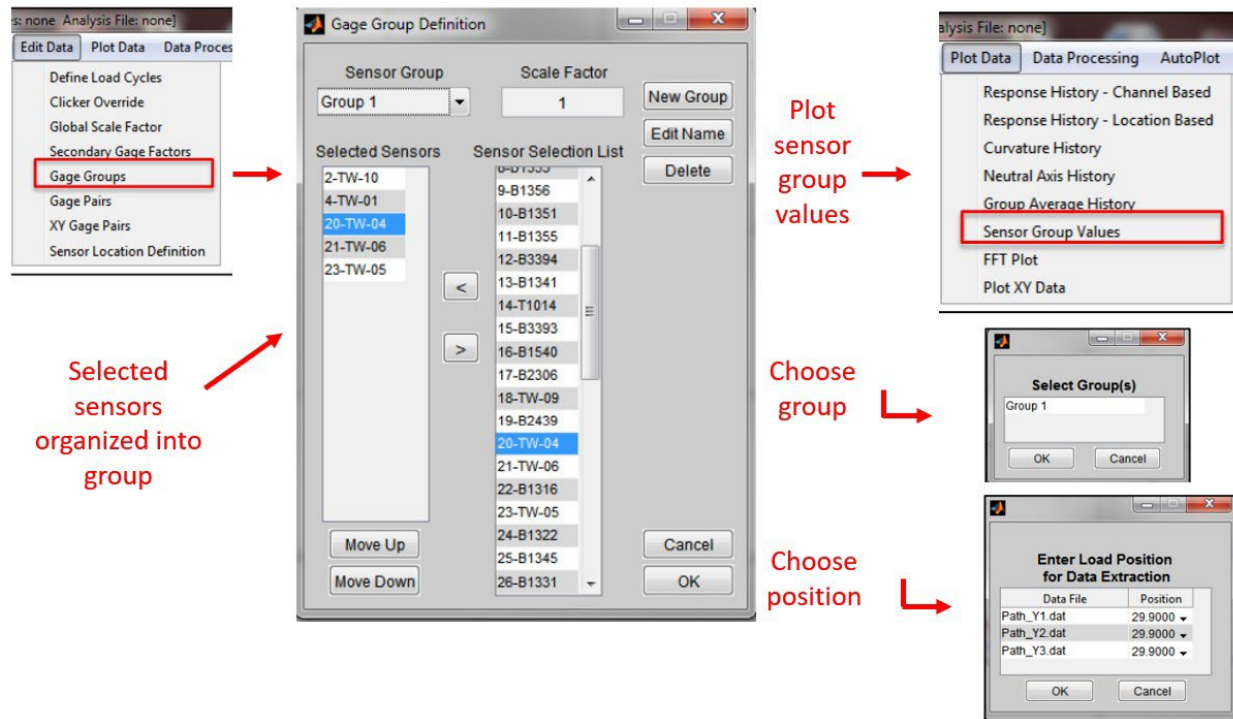 s: none Analysis File: none]
Edit Data Plot Data Data Proces
Define Load Cycles
Clicker Override
Global Scale Factor
Secondary Gage Factors
Gage Groups
Gage Pairs
XY Gage Pairs
Sensor Location Definition
Selected
sensors
organized into
group
Gage Group Definition
Sensor Group
Scale Factor
Group 1
1
New Group
Edit Name
Delete
Selected Sensors
2-TW-10
4-TW-01
20-TW-04
21-TW-06
23-TW-05
<
>
Sensor Selection List
9-B1356
10-B1351
11-B1355
12-B3394
13-B1341
14-T1014
15-B3393
16-B1540
17-B2306
18-TW-09
19-B2439
20-TW-04
21-TW-06
22-B1316
23-TW-05
24-B1322
25-B1345
26-B1331
Move Up
Move Down
Cancel
OK
Plot
sensor
group
values
alysis File: none]
Plot Data Data Processing AutoPlot
Response History - Channel Based
Response History - Location Based
Curvature History
Neutral Axis History
Group Average History
Sensor Group Values
FFT Plot
Plot XY Data
Choose
group
Select Group(s)
Group 1
OK Cancel
Choose
position
Enter Load Position
for Data Extraction
Data File Position
Path_Y1.dat 29.9000
Path_Y2.dat 29.9000
Path_Y3.dat 29.9000
OK Cancel